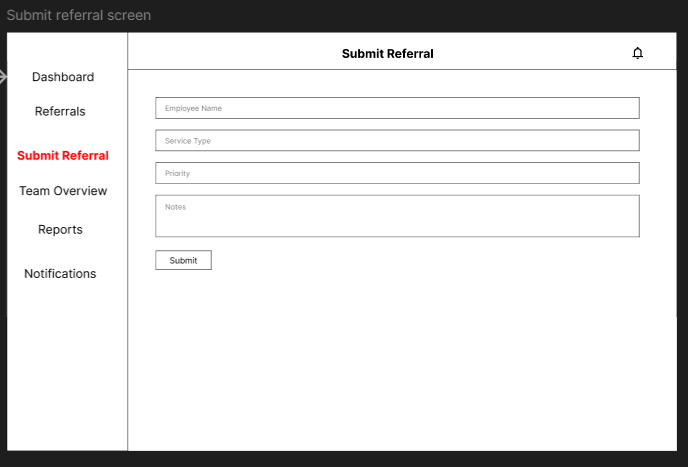 Submit referral screen
Submit Referral
Dashboard
Referrals
Submit Referral
Team Overview
Reports
Notifications
Employee Name
Service Type
Priority
Notes
Submit